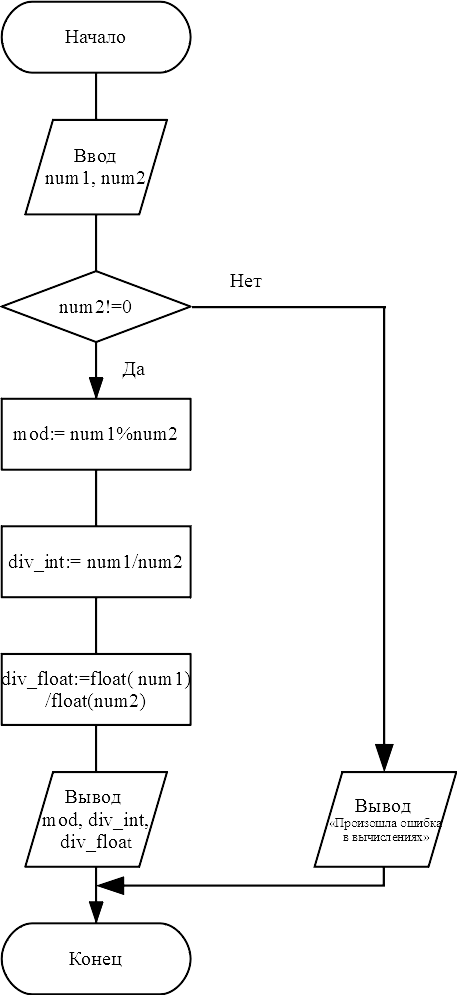 Начало
Ввод
num1, num2
num2!=0
Нет
Да
mod:= num1%num2
div_int:= num1/num2
div_float:=float( num1)
/float(num2)
Вывод
mod, div_int,
div_float
Вывод
«Произошла ошибка
в вычислениях»
Конец